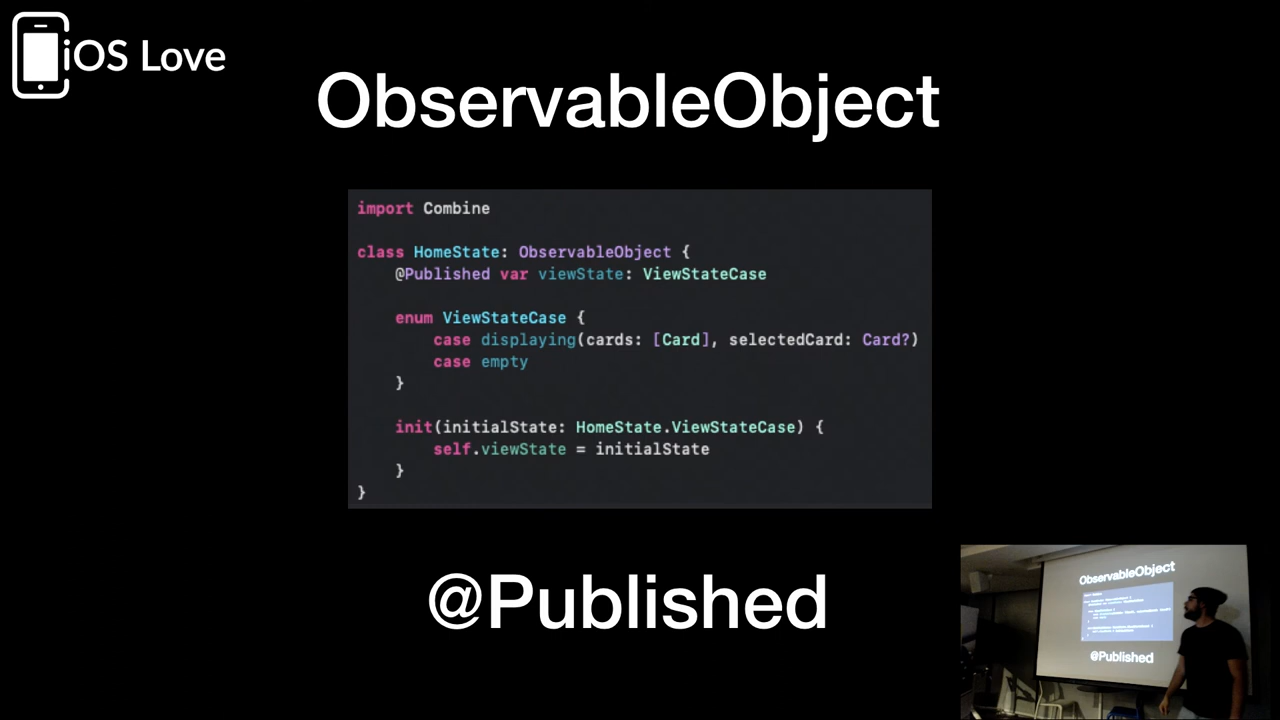 iOS Love
ObservableObject
import Combine
class HomeState: ObservableObject {
@Published var viewState: ViewStateCase
enum ViewStateCase {
case displaying(cards: [Card], selectedCard: Card?)
case empty
}
init(initialState: HomeState.ViewStateCase) {
self.viewState = initialState
}
}
@Published
ObservableObject
@Published